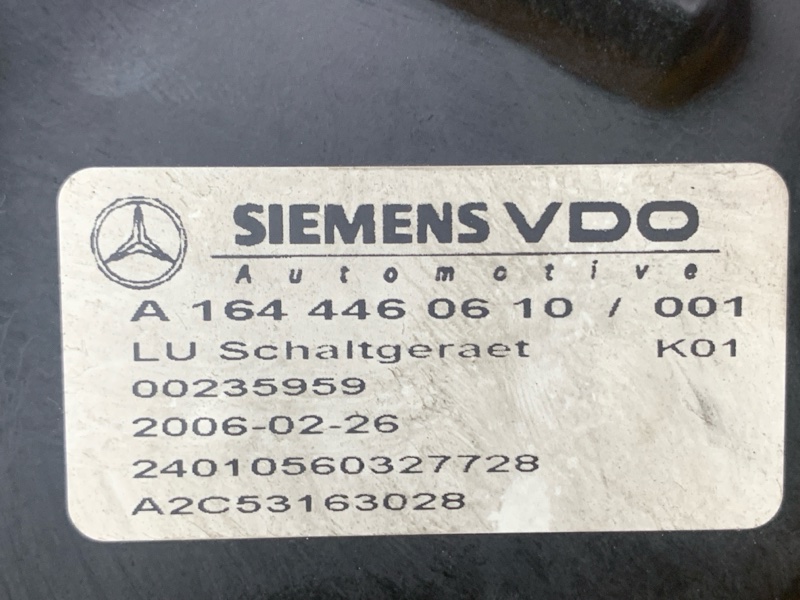 SIEMENS VDO
Automotive
A 164 446 06 10 / 001
LU Schaltgeraet K01
00235959
2006-02-26
24010560327728
A2C53163028